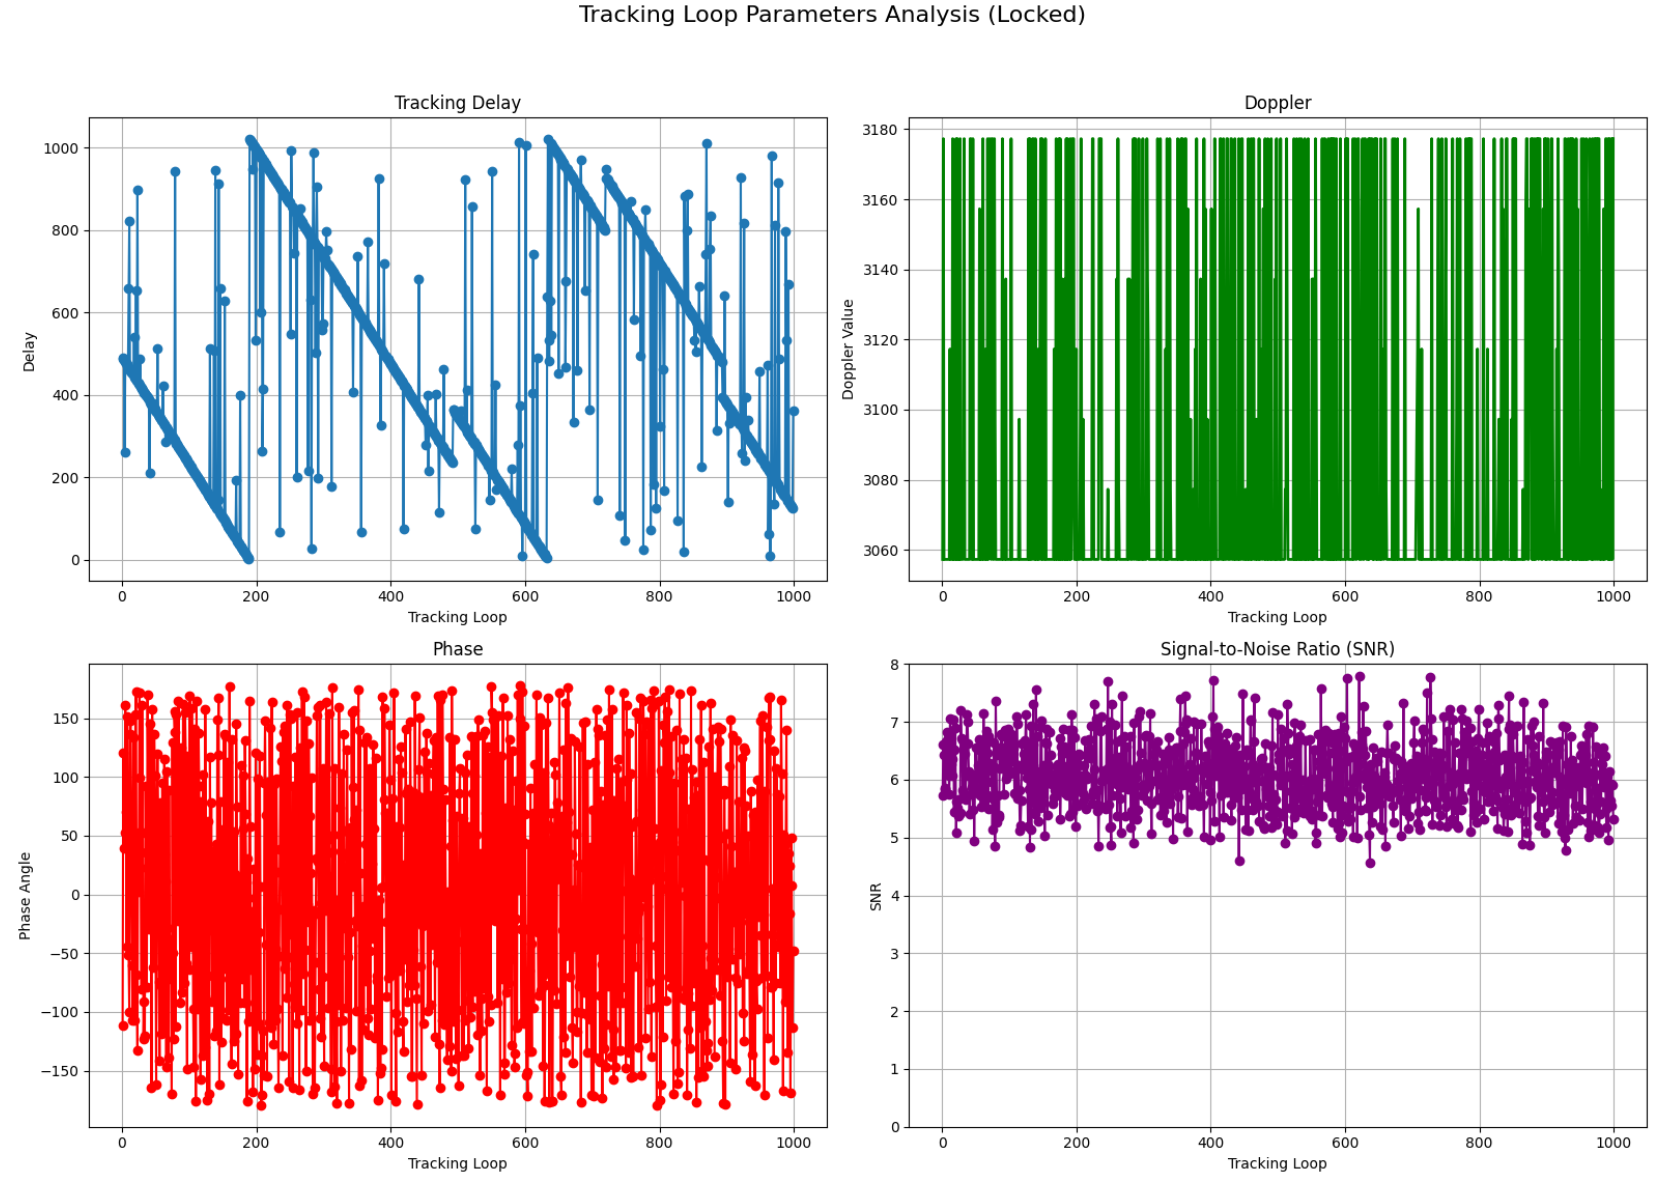 Tracking Loop Parameters Analysis (Locked)
Tracking Delay
Delay
1000
800
600
400
200
0
0 200 400 600 800 1000
Tracking Loop
Doppler
Doppler Value
3180
3160
3140
3120
3100
3080
3060
0 200 400 600 800 1000
Tracking Loop
Phase
Phase Angle
150
100
50
0
−50
−100
−150
0 200 400 600 800 1000
Tracking Loop
Signal-to-Noise Ratio (SNR)
SNR
8
7
6
5
4
3
2
1
0
0 200 400 600 800 1000
Tracking Loop